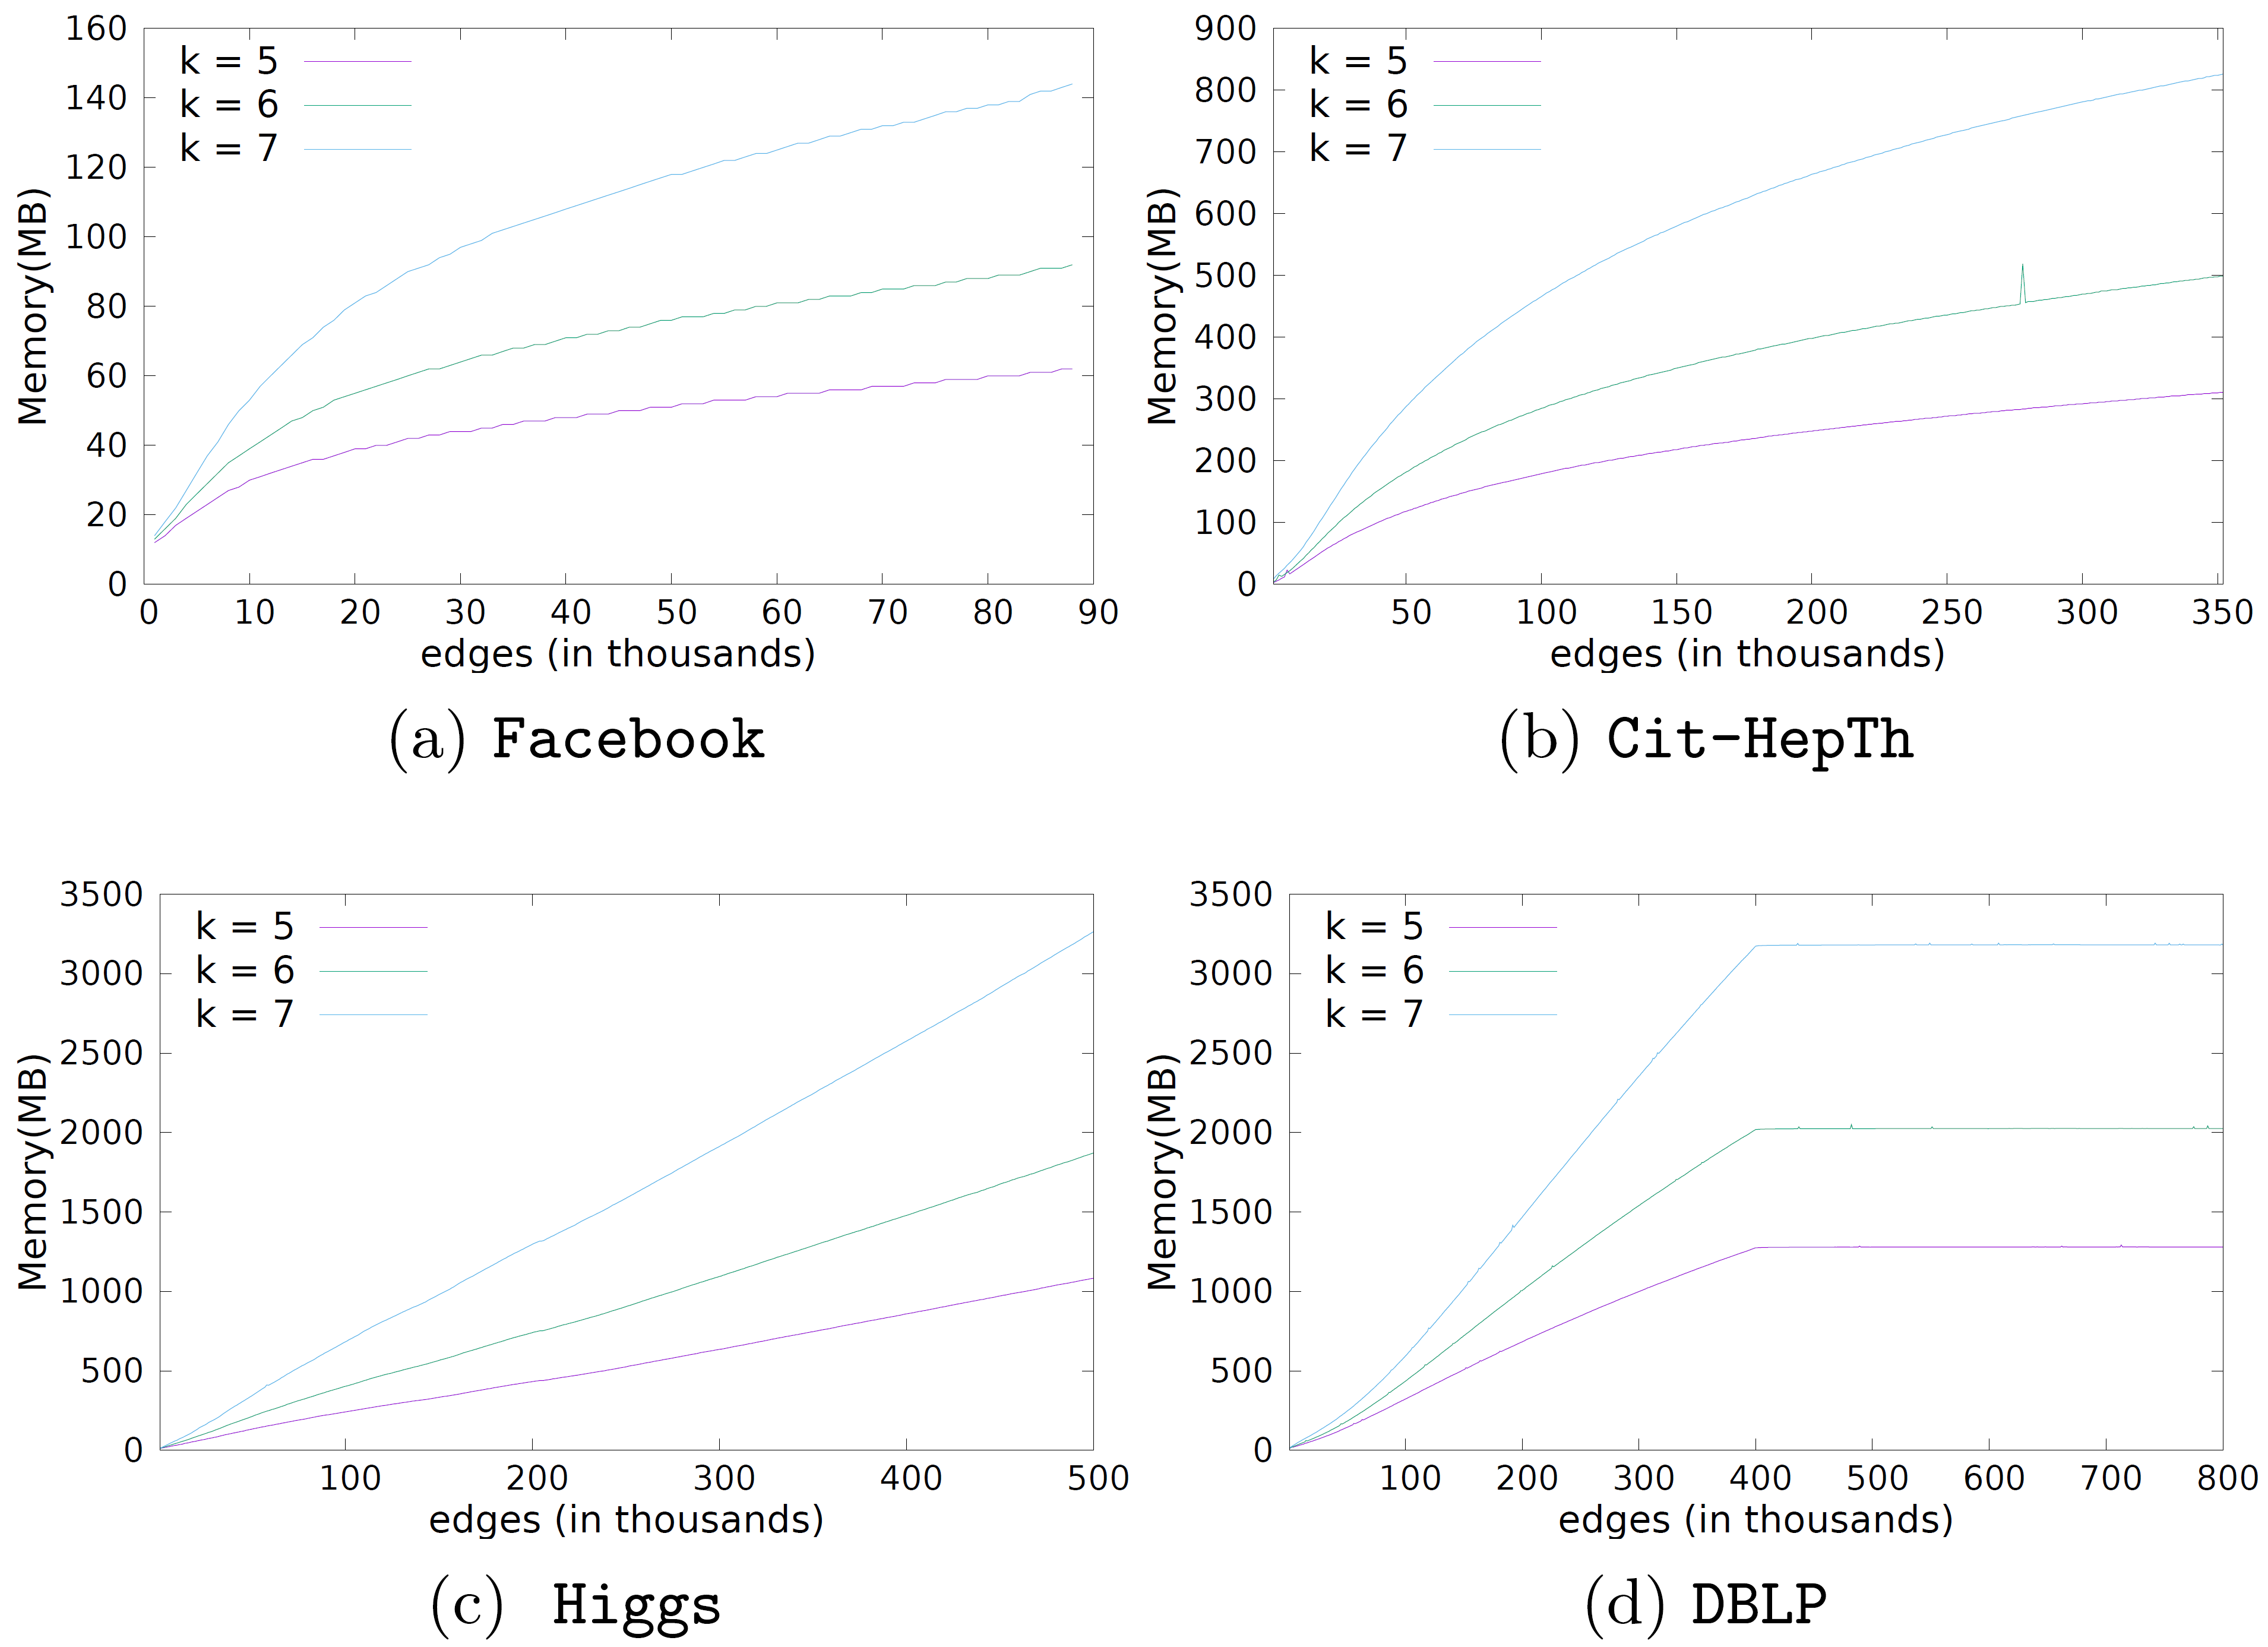 160
140
120
100
80
60
40
20
0
Memory(MB)
k = 5
k = 6
k = 7
0 10 20 30 40 50 60 70 80 90
edges (in thousands)
(a) Facebook
900
800
700
600
500
400
300
200
100
0
Memory(MB)
k = 5
k = 6
k = 7
50 100 150 200 250 300 350
edges (in thousands)
(b) Cit-HepTh
3500
3000
2500
2000
1500
1000
500
0
Memory(MB)
k = 5
k = 6
k = 7
100 200 300 400 500
edges (in thousands)
(c) Higgs
3500
3000
2500
2000
1500
1000
500
0
Memory(MB)
k = 5
k = 6
k = 7
100 200 300 400 500 600 700 800
edges (in thousands)
(d) DBLP